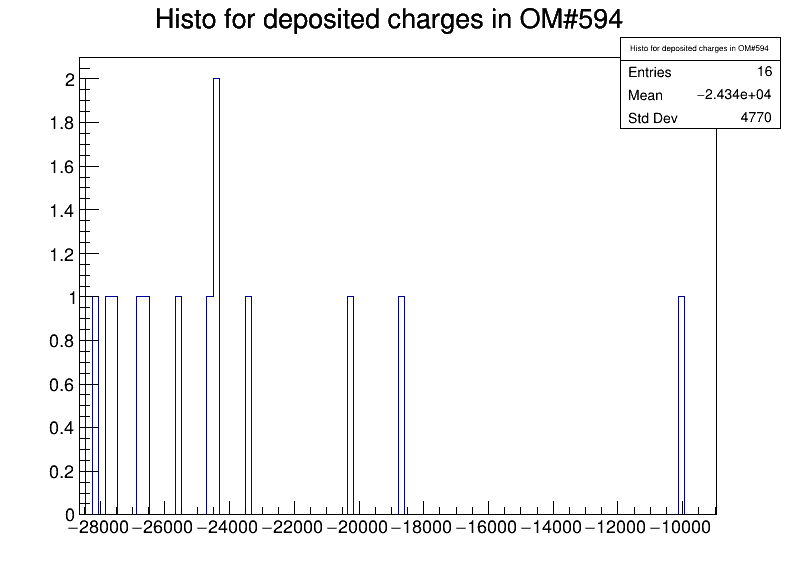 Histo for deposited charges in OM#594
Histo for deposited charges in OM#594
Entries 16
Mean −2.434e+04
Std Dev 4770
2
1.8
1.6
1.4
1.2
1
0.8
0.6
0.4
0.2
0
−28000 −26000 −24000 −22000 −20000 −18000 −16000 −14000 −12000 −10000